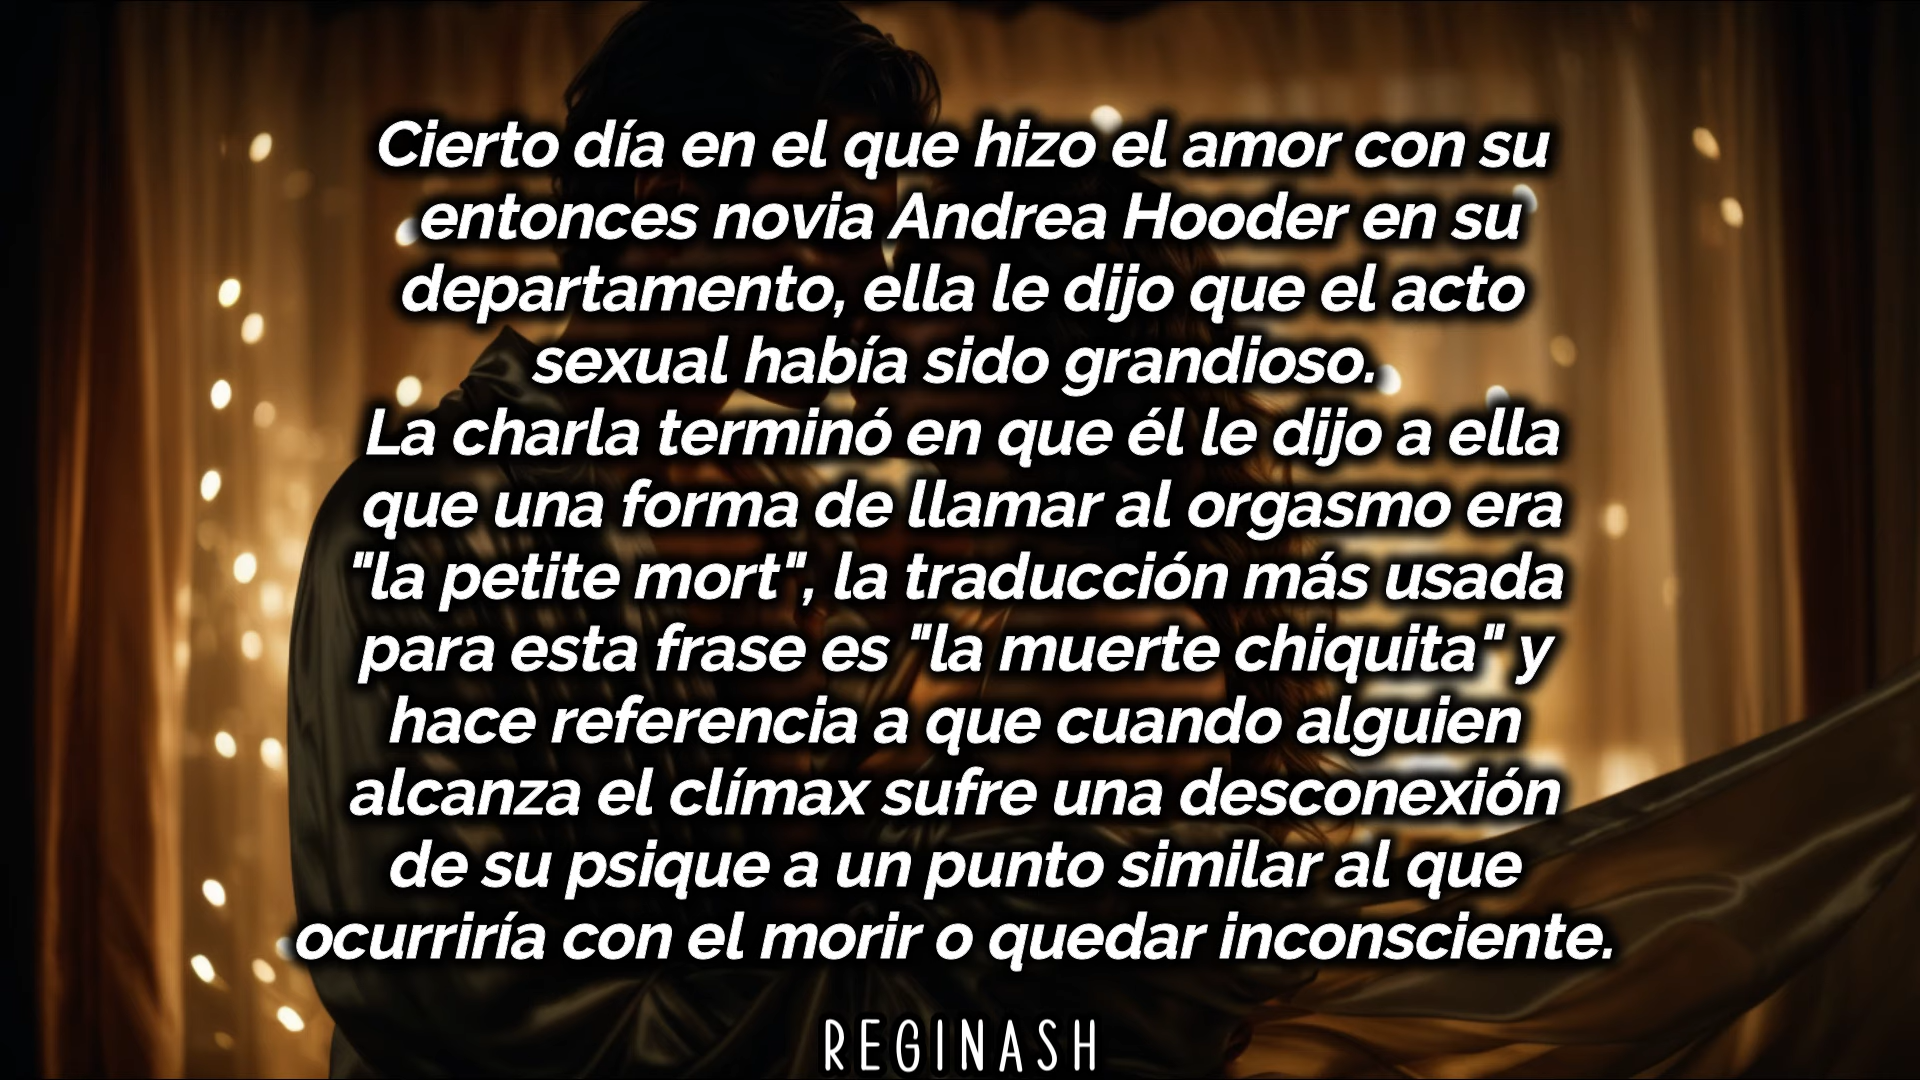 Cierto día en el que hizo el amor con su
entonces novia Andrea Hooder en su
departamento, ella le dijo que el acto
sexual había sido grandioso.
La charla terminó en que él le dijo a ella
que una forma de llamar al orgasmo era
"la petite mort", la traducción más usada
para esta frase es "la muerte chiquita" y
hace referencia a que cuando alguien
alcanza el clímax sufre una desconexión
de su psique a un punto similar al que
ocurriría con el morir o quedar inconsciente.
REGINASH